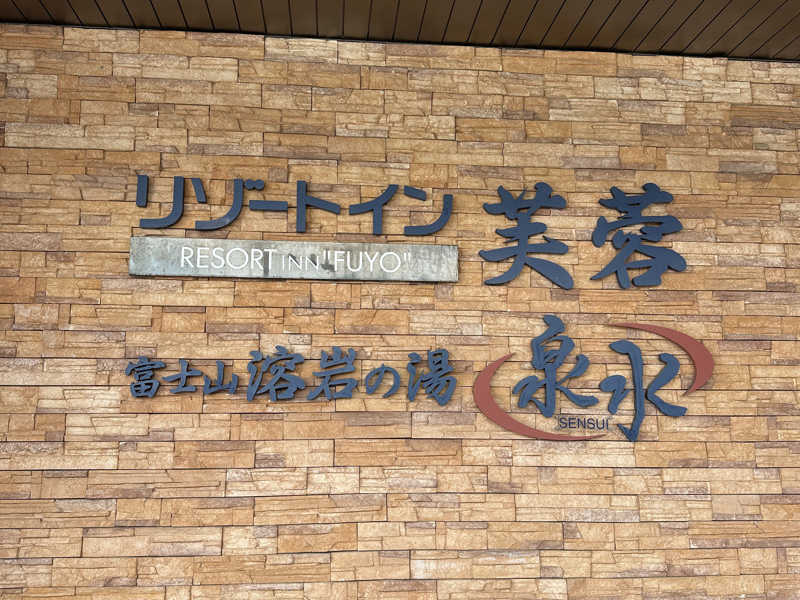 リゾートイン 芙蓉
RESORT INN "FUYO"
富士山溶岩の湯 泉水
SENSUI